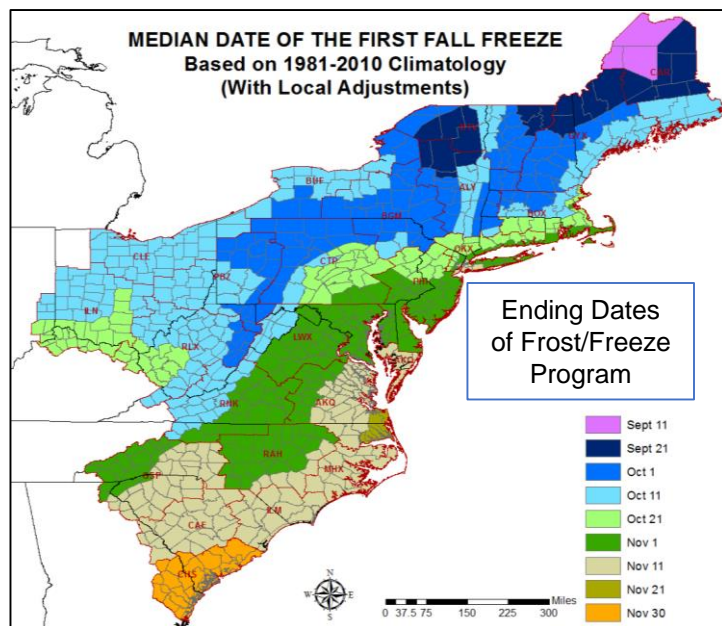 MEDIAN DATE OF THE FIRST FALL FREEZE
Based on 1981-2010 Climatology
(With Local Adjustments)
CAR
GYX
BUF
ALY
BGM
BOX
CLE
CTP
OKX
PBZ
PHI
ILN
LWX
RLX
AKQ
RNK
AKQ
RAH
GSP
MHX
ILM
CAE
CHS
Ending Dates
of Frost/Freeze
Program
Sept 11
Sept 21
Oct 1
Oct 11
Oct 21
Nov 1
Nov 11
Nov 21
Nov 30
N
W
E
S
Miles
0 37.5 75 150 225 300